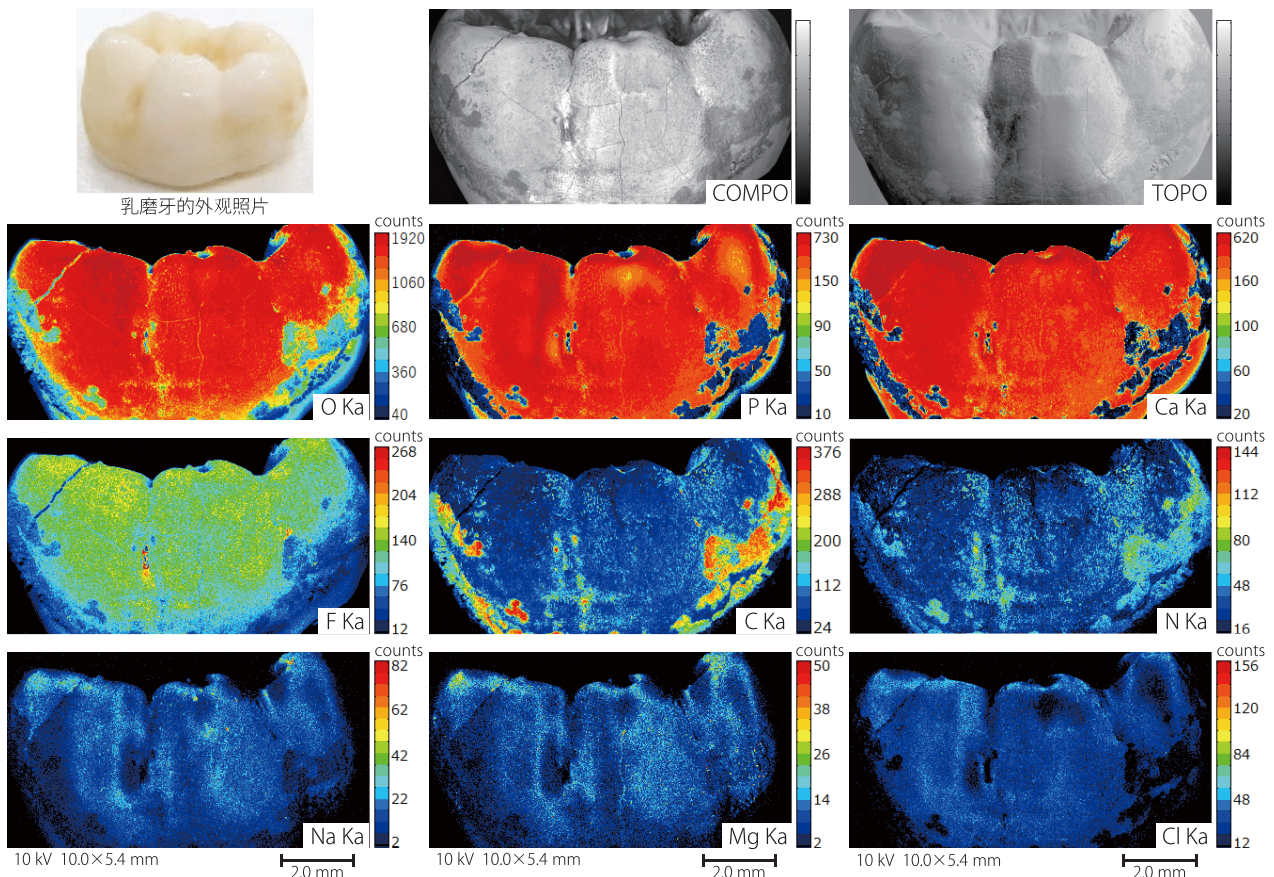 COMPO
TOPO
乳磨牙的外观照片
counts
1920
1060
680
360
40
O Ka
counts
730
150
90
50
10
P Ka
counts
620
160
100
60
20
Ca Ka
counts
268
204
140
76
12
F Ka
counts
376
288
200
112
24
C Ka
counts
144
112
80
48
16
N Ka
counts
82
62
42
22
2
Na Ka
10 kV 10.0×5.4 mm
2.0 mm
counts
50
38
26
14
2
Mg Ka
10 kV 10.0×5.4 mm
2.0 mm
counts
156
120
84
48
12
Cl Ka
10 kV 10.0×5.4 mm
2.0 mm